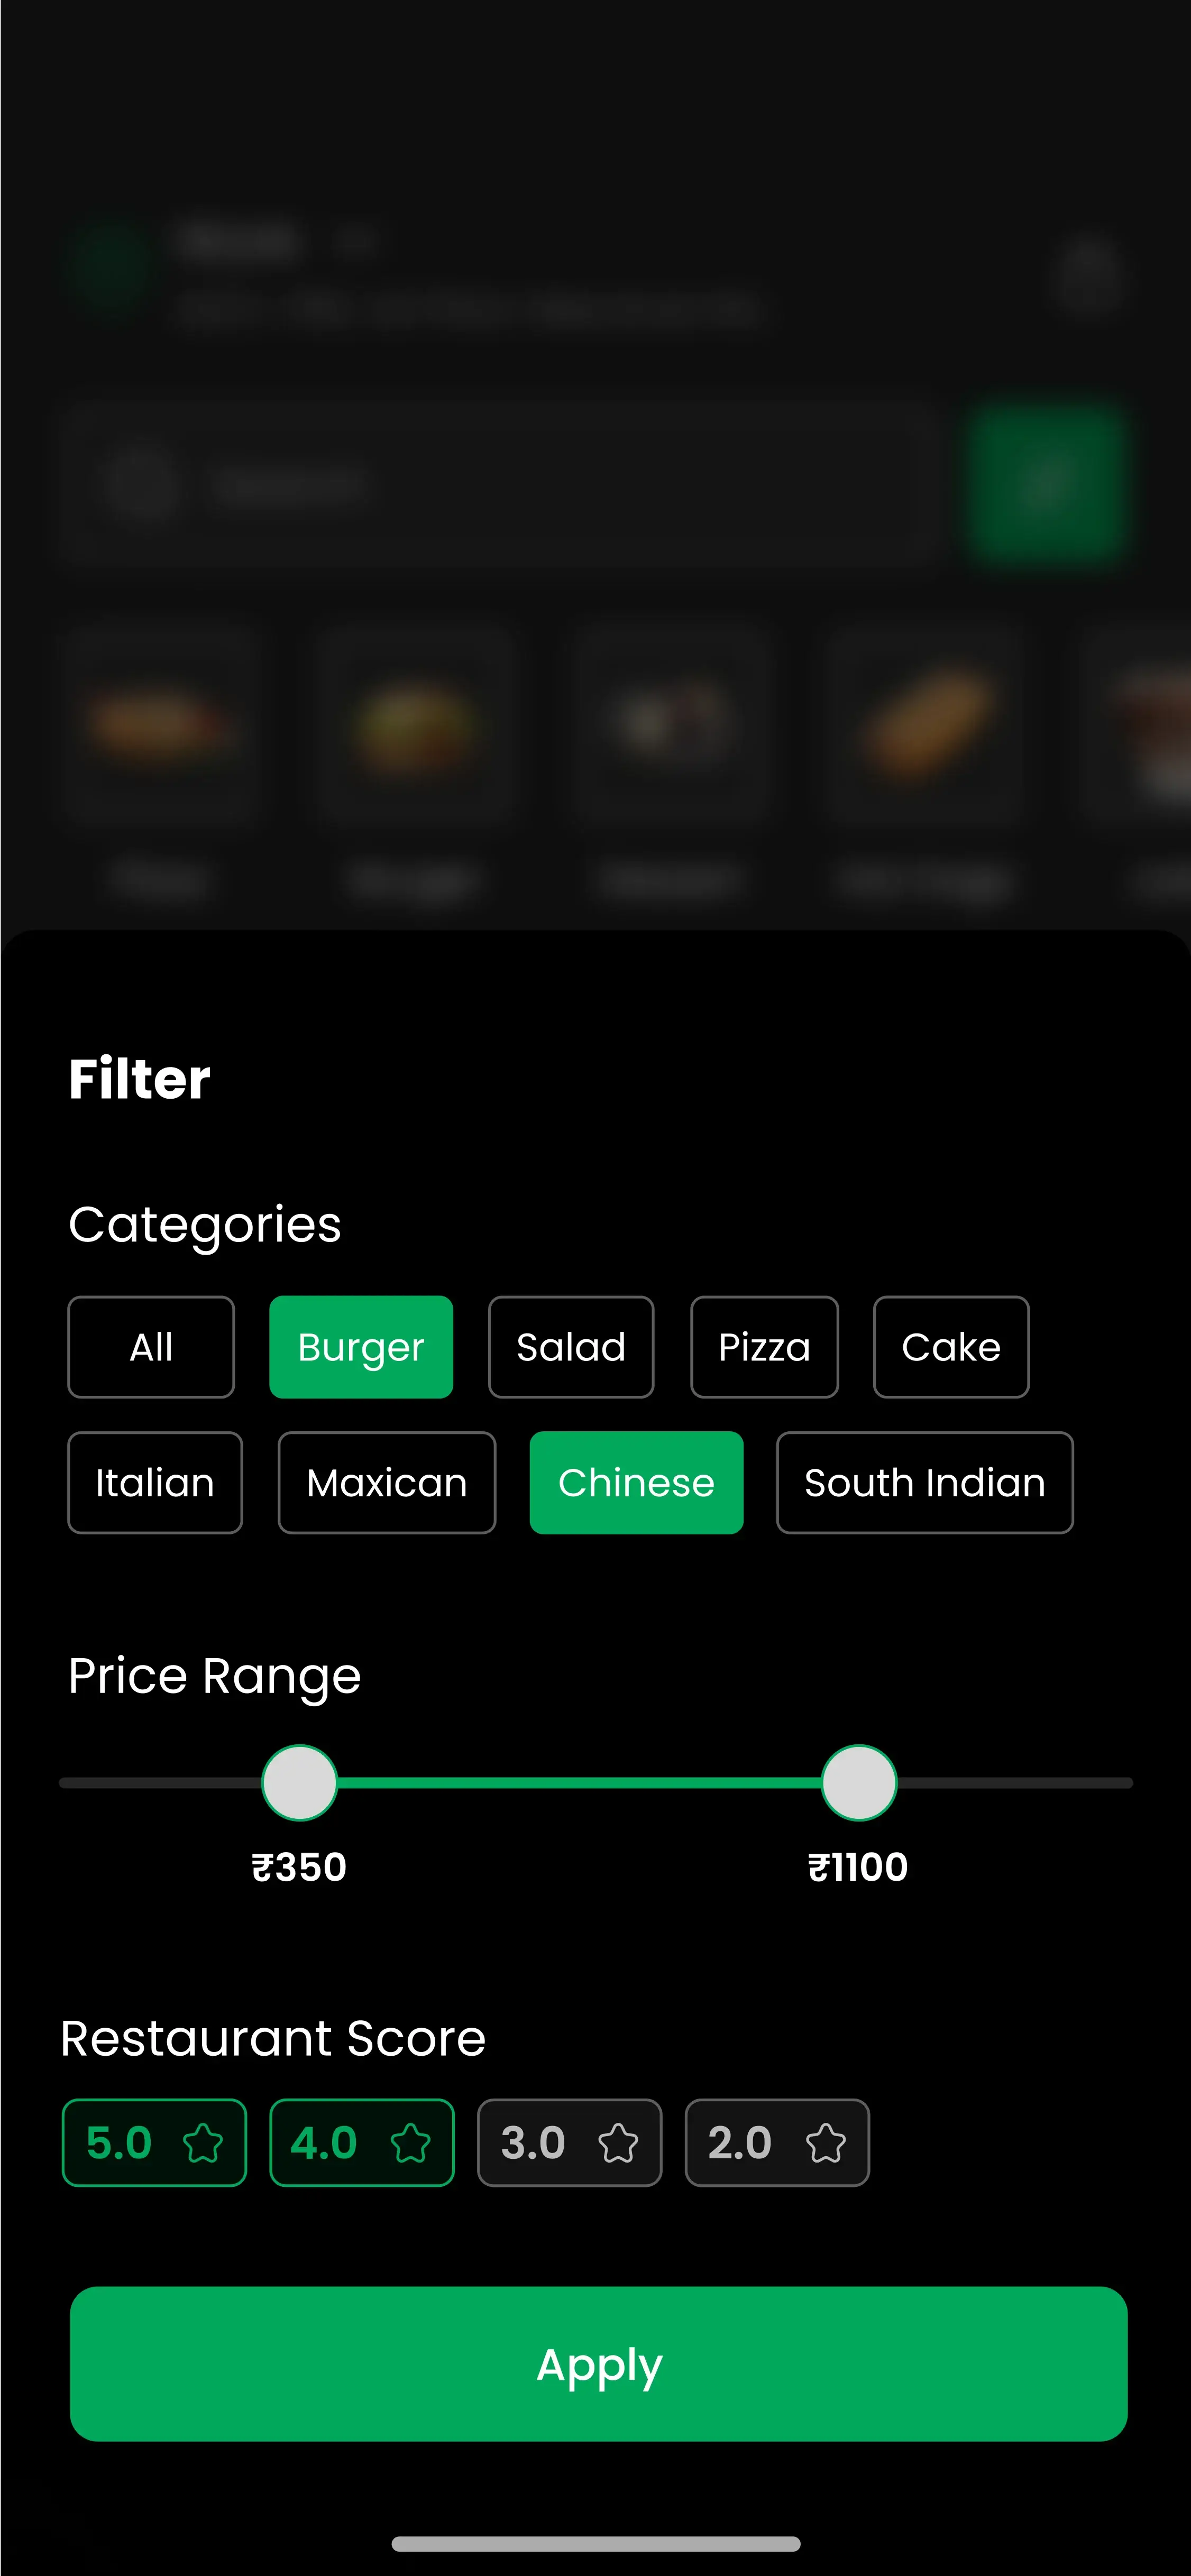 Filter
Categories
All Burger Salad Pizza Cake
Italian Maxican Chinese South Indian
Price Range
₹350 ₹1100
Restaurant Score
5.0 4.0 3.0 2.0
Apply